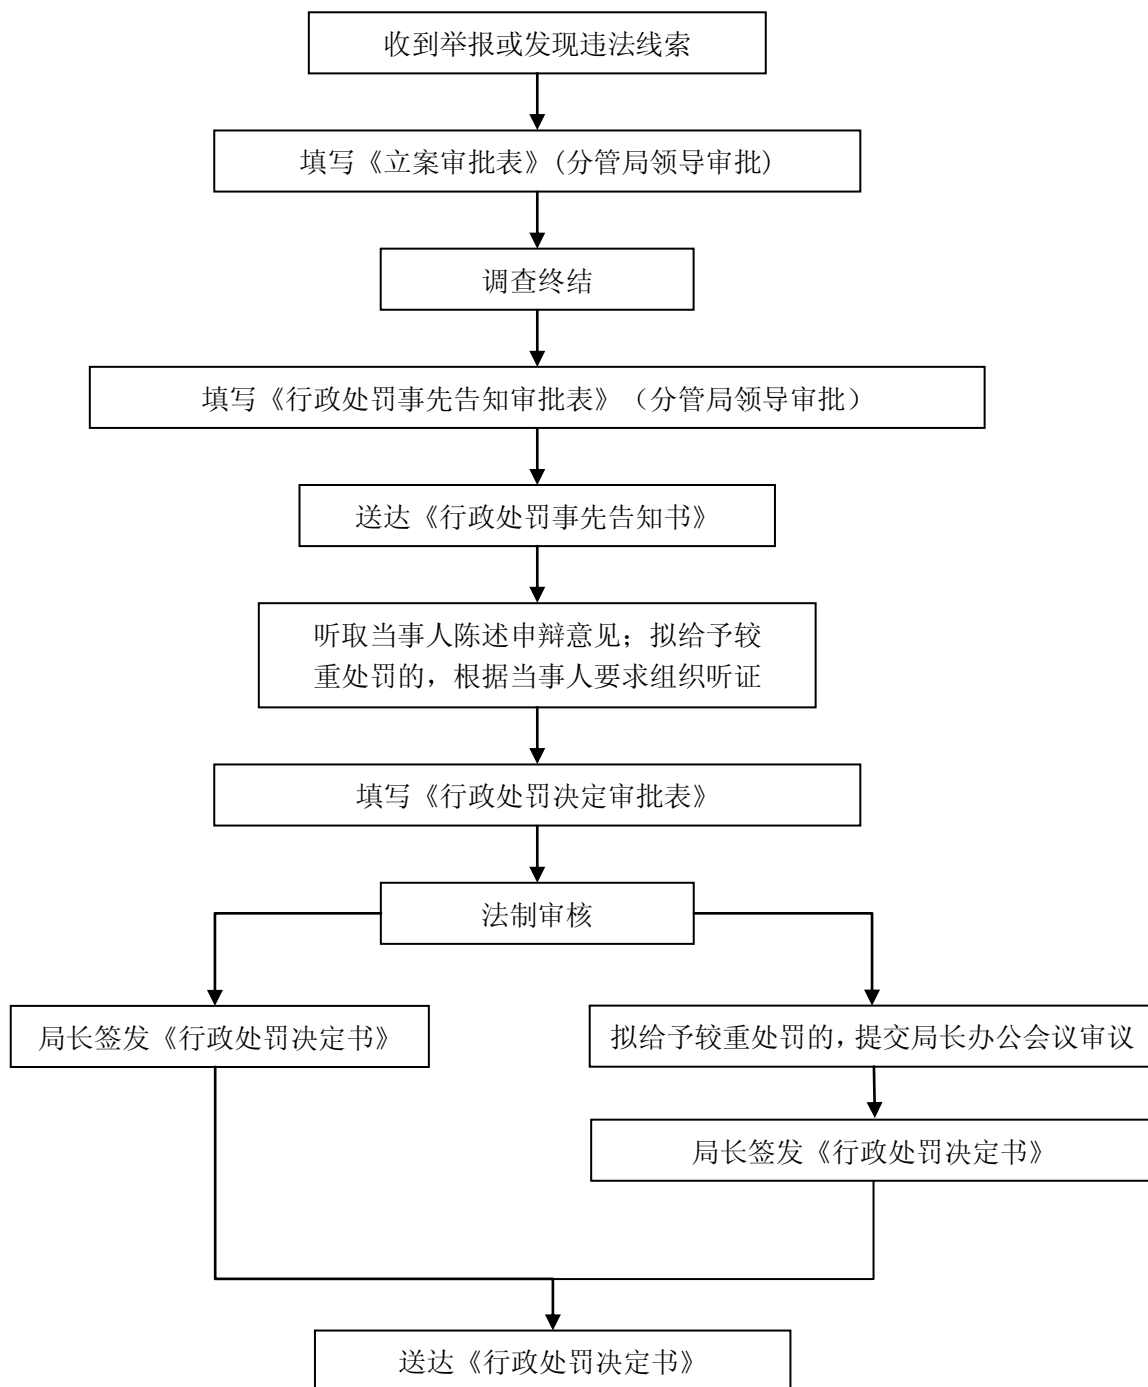 收到举报或发现违法线索
填写《立案审批表》(分管局领导审批)
调查终结
填写《行政处罚事先告知审批表》（分管局领导审批）
送达《行政处罚事先告知书》
听取当事人陈述申辩意见；拟给予较
重处罚的，根据当事人要求组织听证
填写《行政处罚决定审批表》
法制审核
局长签发《行政处罚决定书》
拟给予较重处罚的，提交局长办公会议审议
局长签发《行政处罚决定书》
送达《行政处罚决定书》